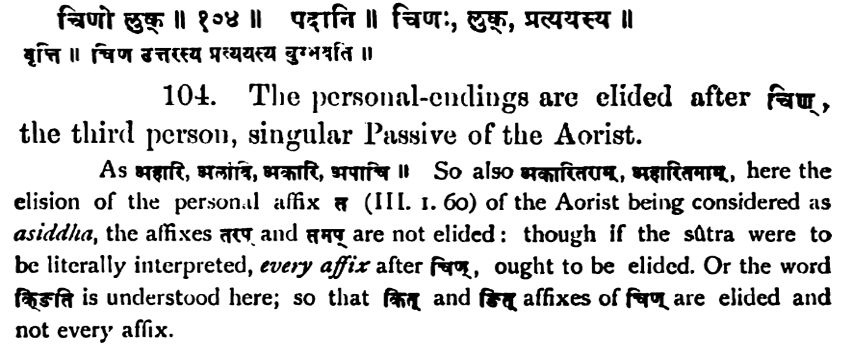 चिणो लुक् ॥ १०४ ॥ पदानि ॥ चिणः, लुक्, प्रत्ययस्य ॥
वृत्ति ॥ चिण उत्तरस्य प्रत्ययस्य लुग्भवति ॥
104. The personal-endings are elided after चिण्,
the third person, singular Passive of the Aorist.
As अहारि, अलावि, अकारि, अपाचि ॥ So also अकारितराम्, अहारितमाम्, here the
elision of the personal affix त (III. 1. 60) of the Aorist being considered as
asiddha, the affixes तरप् and तमप् are not elided: though if the sûtra were to
be literally interpreted, every affix after चिण्, ought to be elided. Or the word
क्ङिति is understood here; so that कित् and ङित् affixes of चिण् are elided and
not every affix.